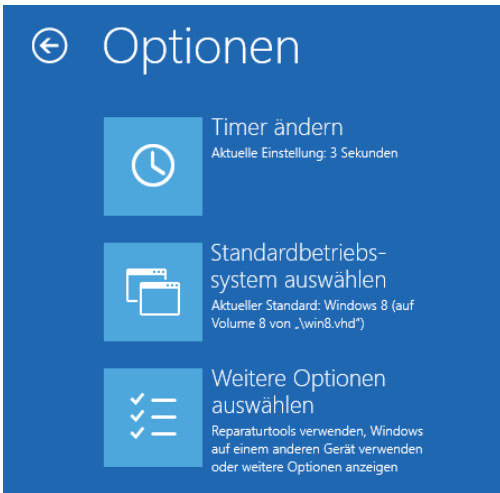 Optionen
Timer ändern
Aktuelle Einstellung: 3 Sekunden
Standardbetriebs-
system auswählen
Aktueller Standard: Windows 8 (auf
Volume 8 von „\win8.vhd“)
Weitere Optionen
auswählen
Reparaturtools verwenden, Windows
auf einem anderen Gerät verwenden
oder weitere Optionen anzeigen